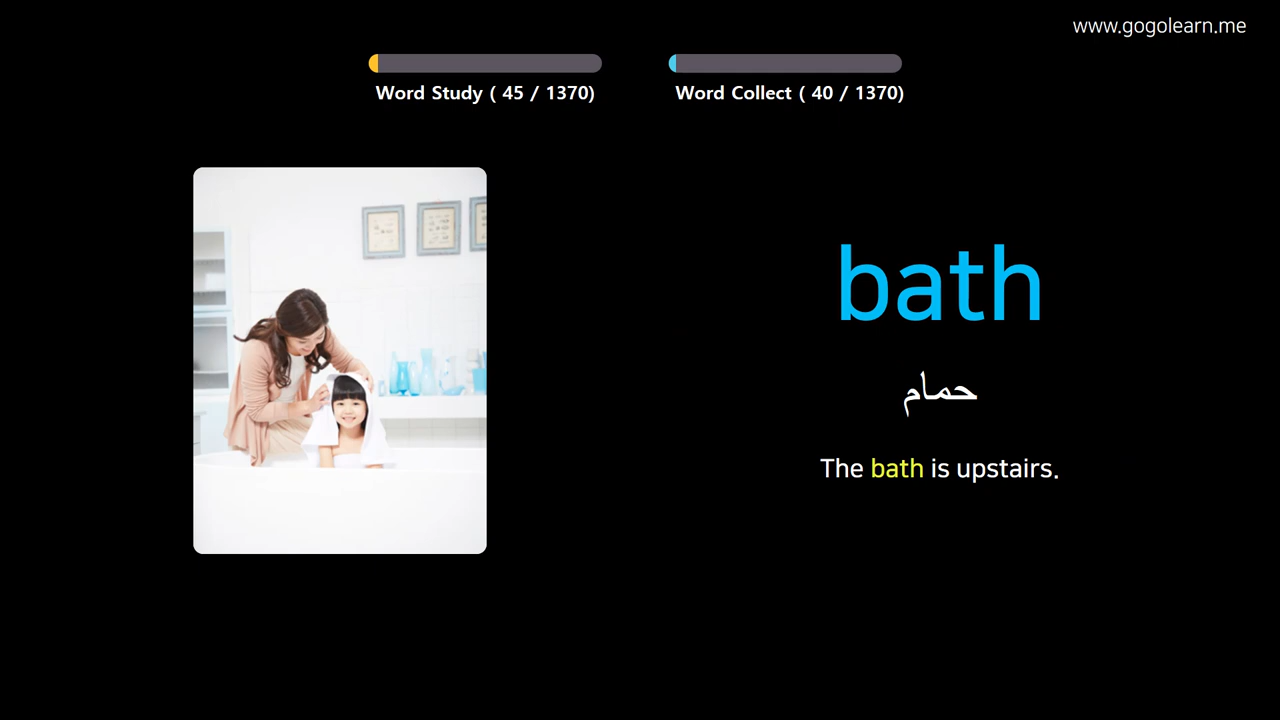 www.gogolearn.me
Word Study ( 45 / 1370)
Word Collect ( 40 / 1370)
bath
حمام
The bath is upstairs.